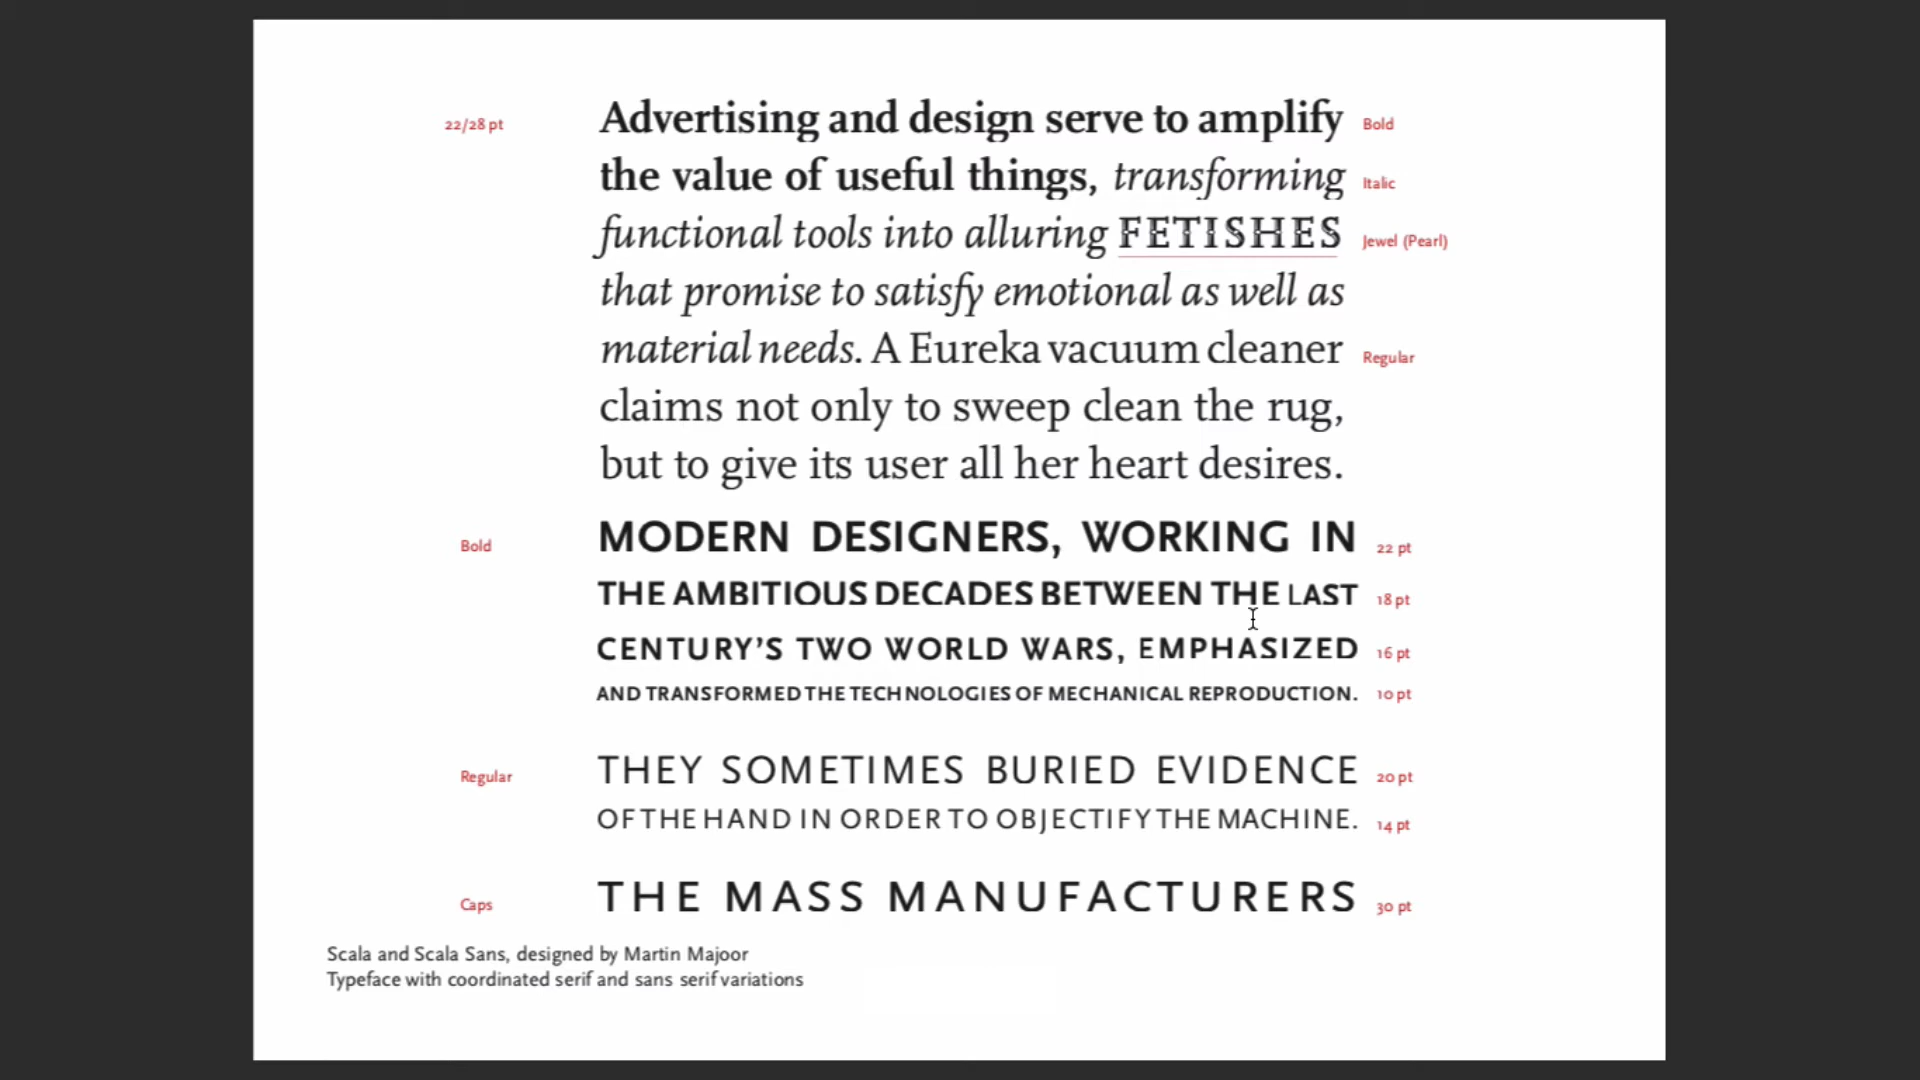 22/28 pt Advertising and design serve to amplify Bold
the value of useful things, transforming Italic
functional tools into alluring FETISHES Jewel (Pearl)
that promise to satisfy emotional as well as
material needs. A Eureka vacuum cleaner Regular
claims not only to sweep clean the rug,
but to give its user all her heart desires.
Bold MODERN DESIGNERS, WORKING IN 22 pt
THE AMBITIOUS DECADES BETWEEN THE LAST 18 pt
CENTURY’S TWO WORLD WARS, EMPHASIZED 16 pt
AND TRANSFORMED THE TECHNOLOGIES OF MECHANICAL REPRODUCTION. 10 pt
Regular THEY SOMETIMES BURIED EVIDENCE 20 pt
OF THE HAND IN ORDER TO OBJECTIFY THE MACHINE. 14 pt
Caps THE MASS MANUFACTURERS 30 pt
Scala and Scala Sans, designed by Martin Majoor
Typeface with coordinated serif and sans serif variations